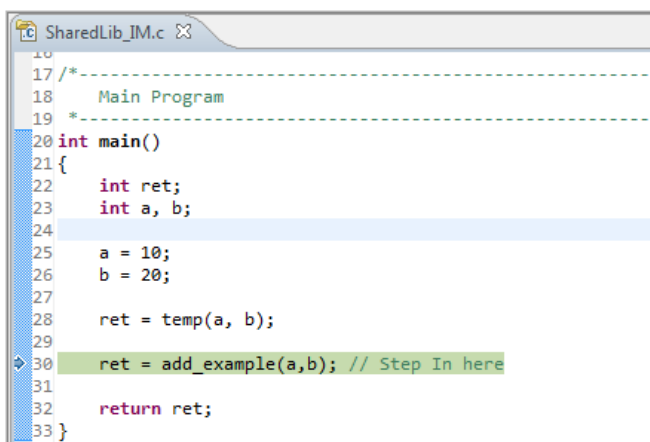 SharedLib_IM.c
16
17 /*-------------------------------------------------------
18 Main Program
19 *-------------------------------------------------------
20 int main()
21 {
22 int ret;
23 int a, b;
24
25 a = 10;
26 b = 20;
27
28 ret = temp(a, b);
29
30 ret = add_example(a,b); // Step In here
31
32 return ret;
33 }